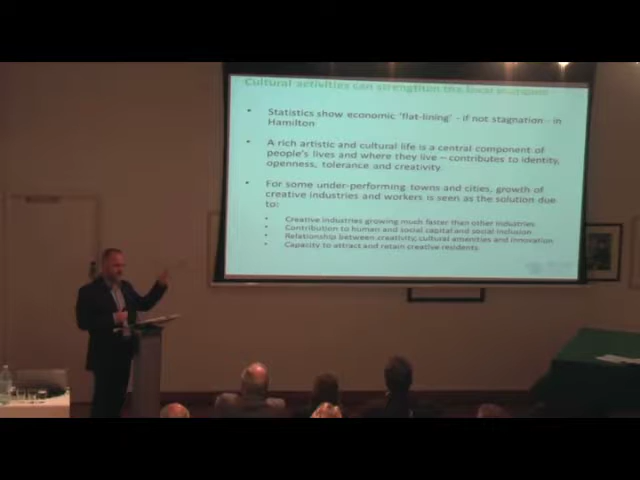 Cultural activities can strengthen the local
• Statistics show economic 'flat-lining' - if not stagnation - in
Hamilton
• A rich artistic and cultural life is a central component of
people's lives and where they live – contributes to identity,
openness, tolerance and creativity.
• For some under-performing towns and cities, growth of
creative industries and workers is seen as the solution due
to:
• Creative industries growing much faster than other industries
• Contribution to human and social capital and social inclusion
• Relationship between creativity, cultural amenities and innovation
• Capacity to attract and retain creative residents.